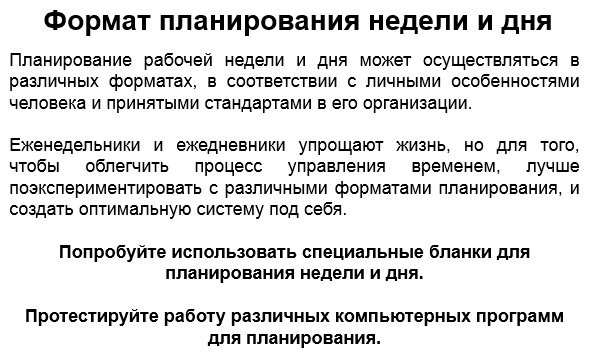 Формат планирования недели и дня
Планирование рабочей недели и дня может осуществляться в
различных форматах, в соответствии с личными особенностями
человека и принятыми стандартами в его организации.
Еженедельники и ежедневники упрощают жизнь, но для того,
чтобы облегчить процесс управления временем, лучше
поэкспериментировать с различными форматами планирования, и
создать оптимальную систему под себя.
Попробуйте использовать специальные бланки для
планирования недели и дня.
Протестируйте работу различных компьютерных программ
для планирования.